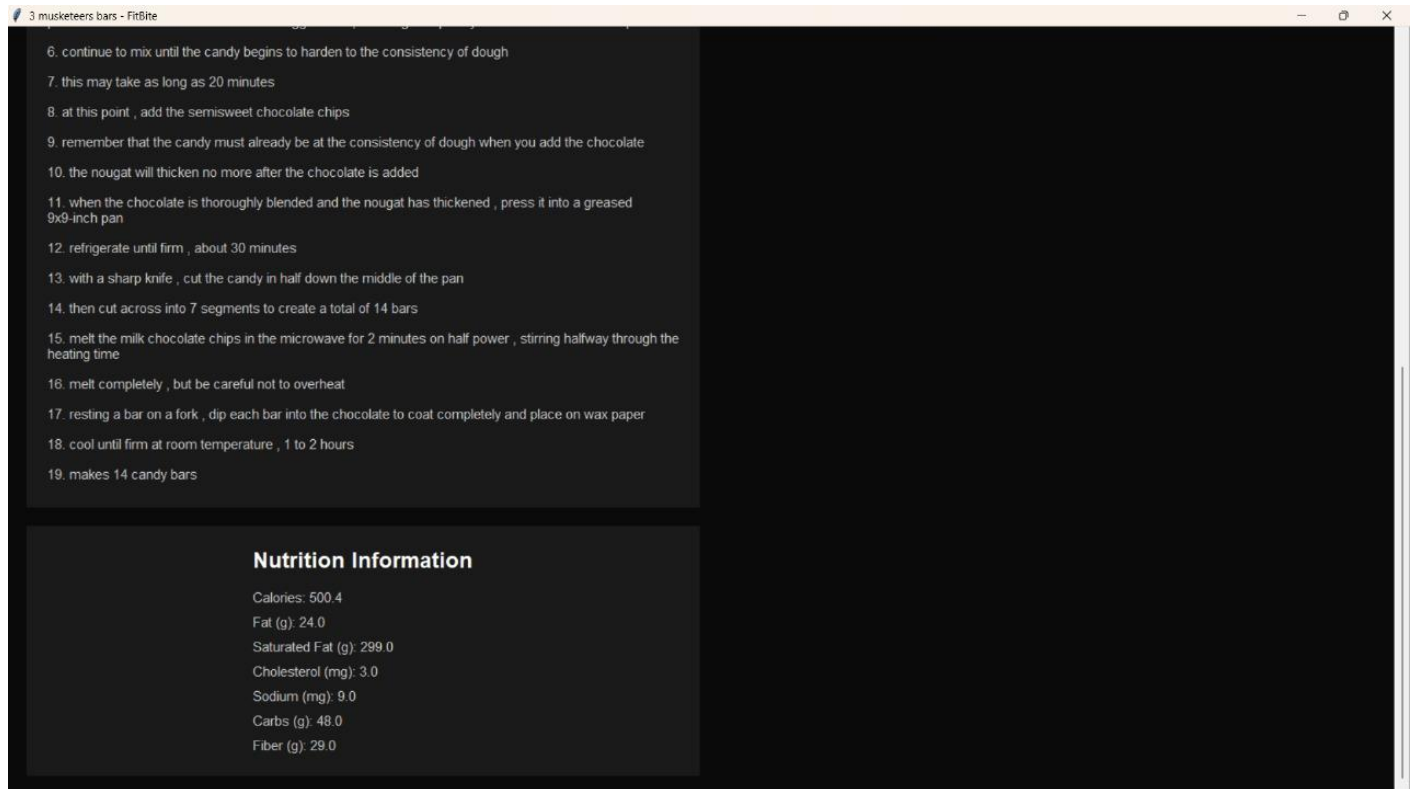 3 musketeers bars - FitBite
6. continue to mix until the candy begins to harden to the consistency of dough
7. this may take as long as 20 minutes
8. at this point , add the semisweet chocolate chips
9. remember that the candy must already be at the consistency of dough when you add the chocolate
10. the nougat will thicken no more after the chocolate is added
11. when the chocolate is thoroughly blended and the nougat has thickened , press it into a greased
9x9-inch pan
12. refrigerate until firm , about 30 minutes
13. with a sharp knife , cut the candy in half down the middle of the pan
14. then cut across into 7 segments to create a total of 14 bars
15. melt the milk chocolate chips in the microwave for 2 minutes on half power , stirring halfway through the
heating time
16. melt completely , but be careful not to overheat
17. resting a bar on a fork , dip each bar into the chocolate to coat completely and place on wax paper
18. cool until firm at room temperature , 1 to 2 hours
19. makes 14 candy bars
Nutrition Information
Calories: 500.4
Fat (g): 24.0
Saturated Fat (g): 299.0
Cholesterol (mg): 3.0
Sodium (mg): 9.0
Carbs (g): 48.0
Fiber (g): 29.0